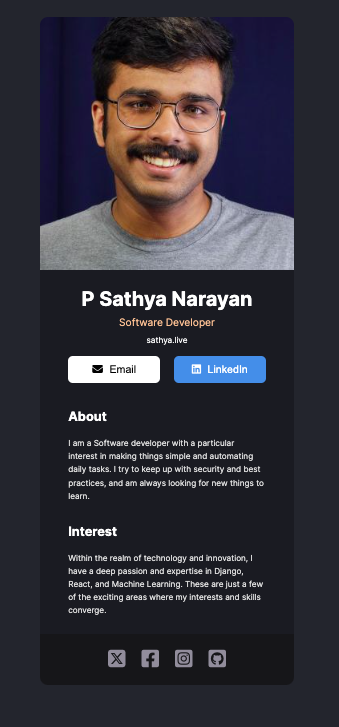 P Sathya Narayan
Software Developer
sathya.live
Email
LinkedIn
About
I am a Software developer with a particular
interest in making things simple and automating
daily tasks. I try to keep up with security and best
practices, and am always looking for new things to
learn.
Interest
Within the realm of technology and innovation, I
have a deep passion and expertise in Django,
React, and Machine Learning. These are just a few
of the exciting areas where my interests and skills
converge.